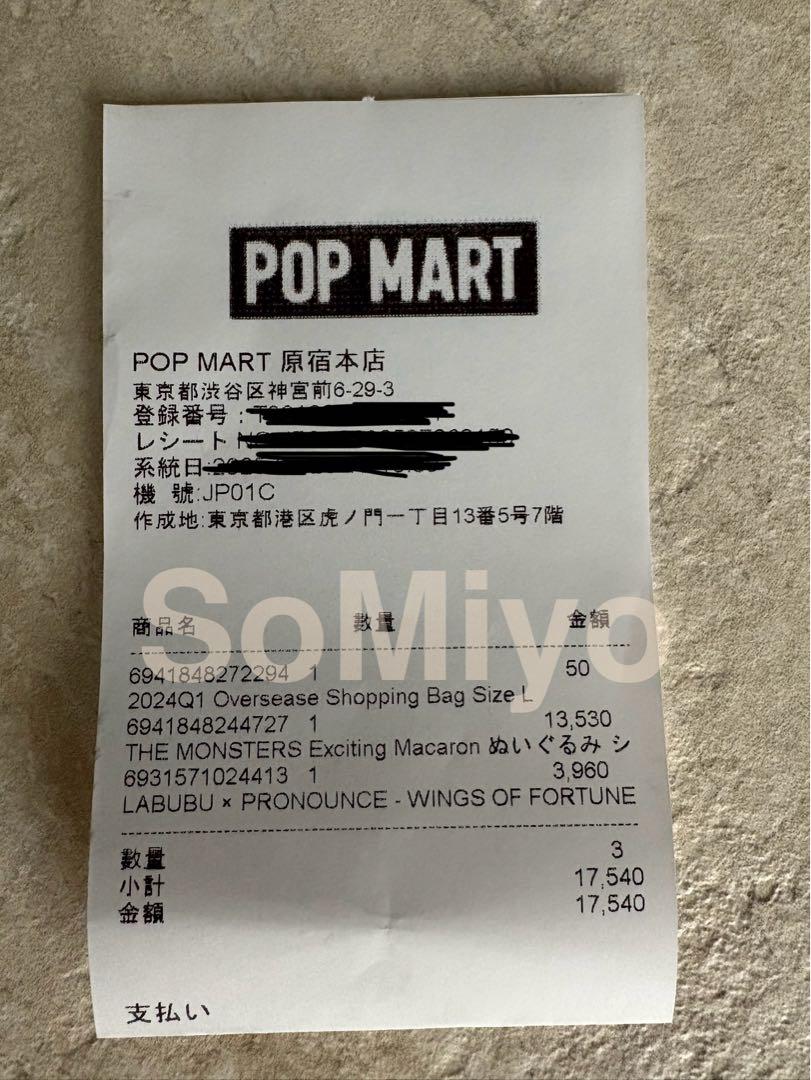 POP MART
POP MART 原宿本店
東京都渋谷区神宮前6-29-3
登録番号:
レシート
系統日:
機 號:JP01C
作成地:東京都港区虎ノ門一丁目13番5号7階
SoMiyo
商品名 數量 金額
6941848272294 1 50
2024Q1 Oversease Shopping Bag Size L
6941848244727 1 13,530
THE MONSTERS Exciting Macaron ぬいぐるみ シ
6931571024413 1 3,960
LABUBU × PRONOUNCE - WINGS OF FORTUNE
數量 3
小計 17,540
金額 17,540
支払い